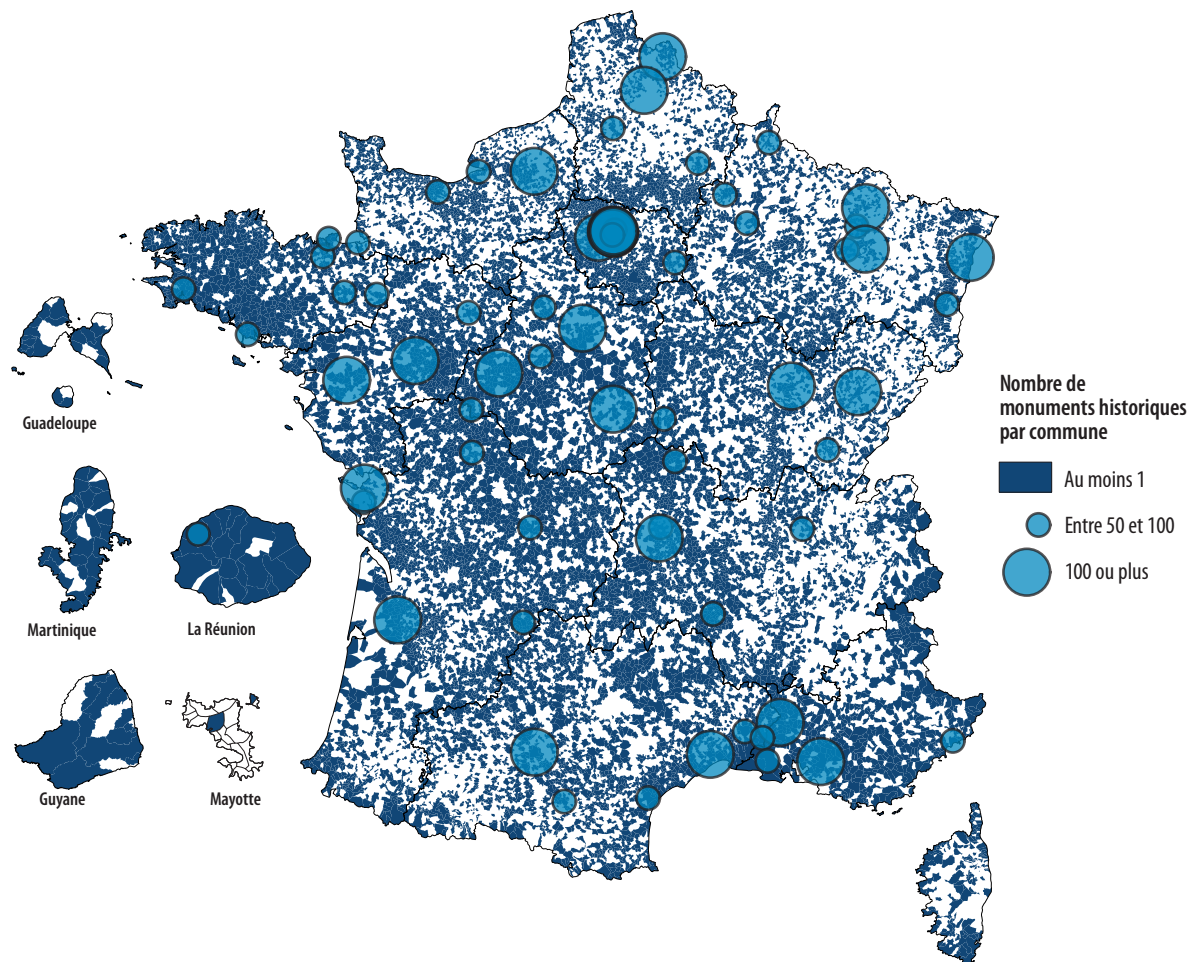 Guadeloupe
Martinique
La Réunion
Guyane
Mayotte
Nombre de
monuments historiques
par commune
Au moins 1
Entre 50 et 100
100 ou plus